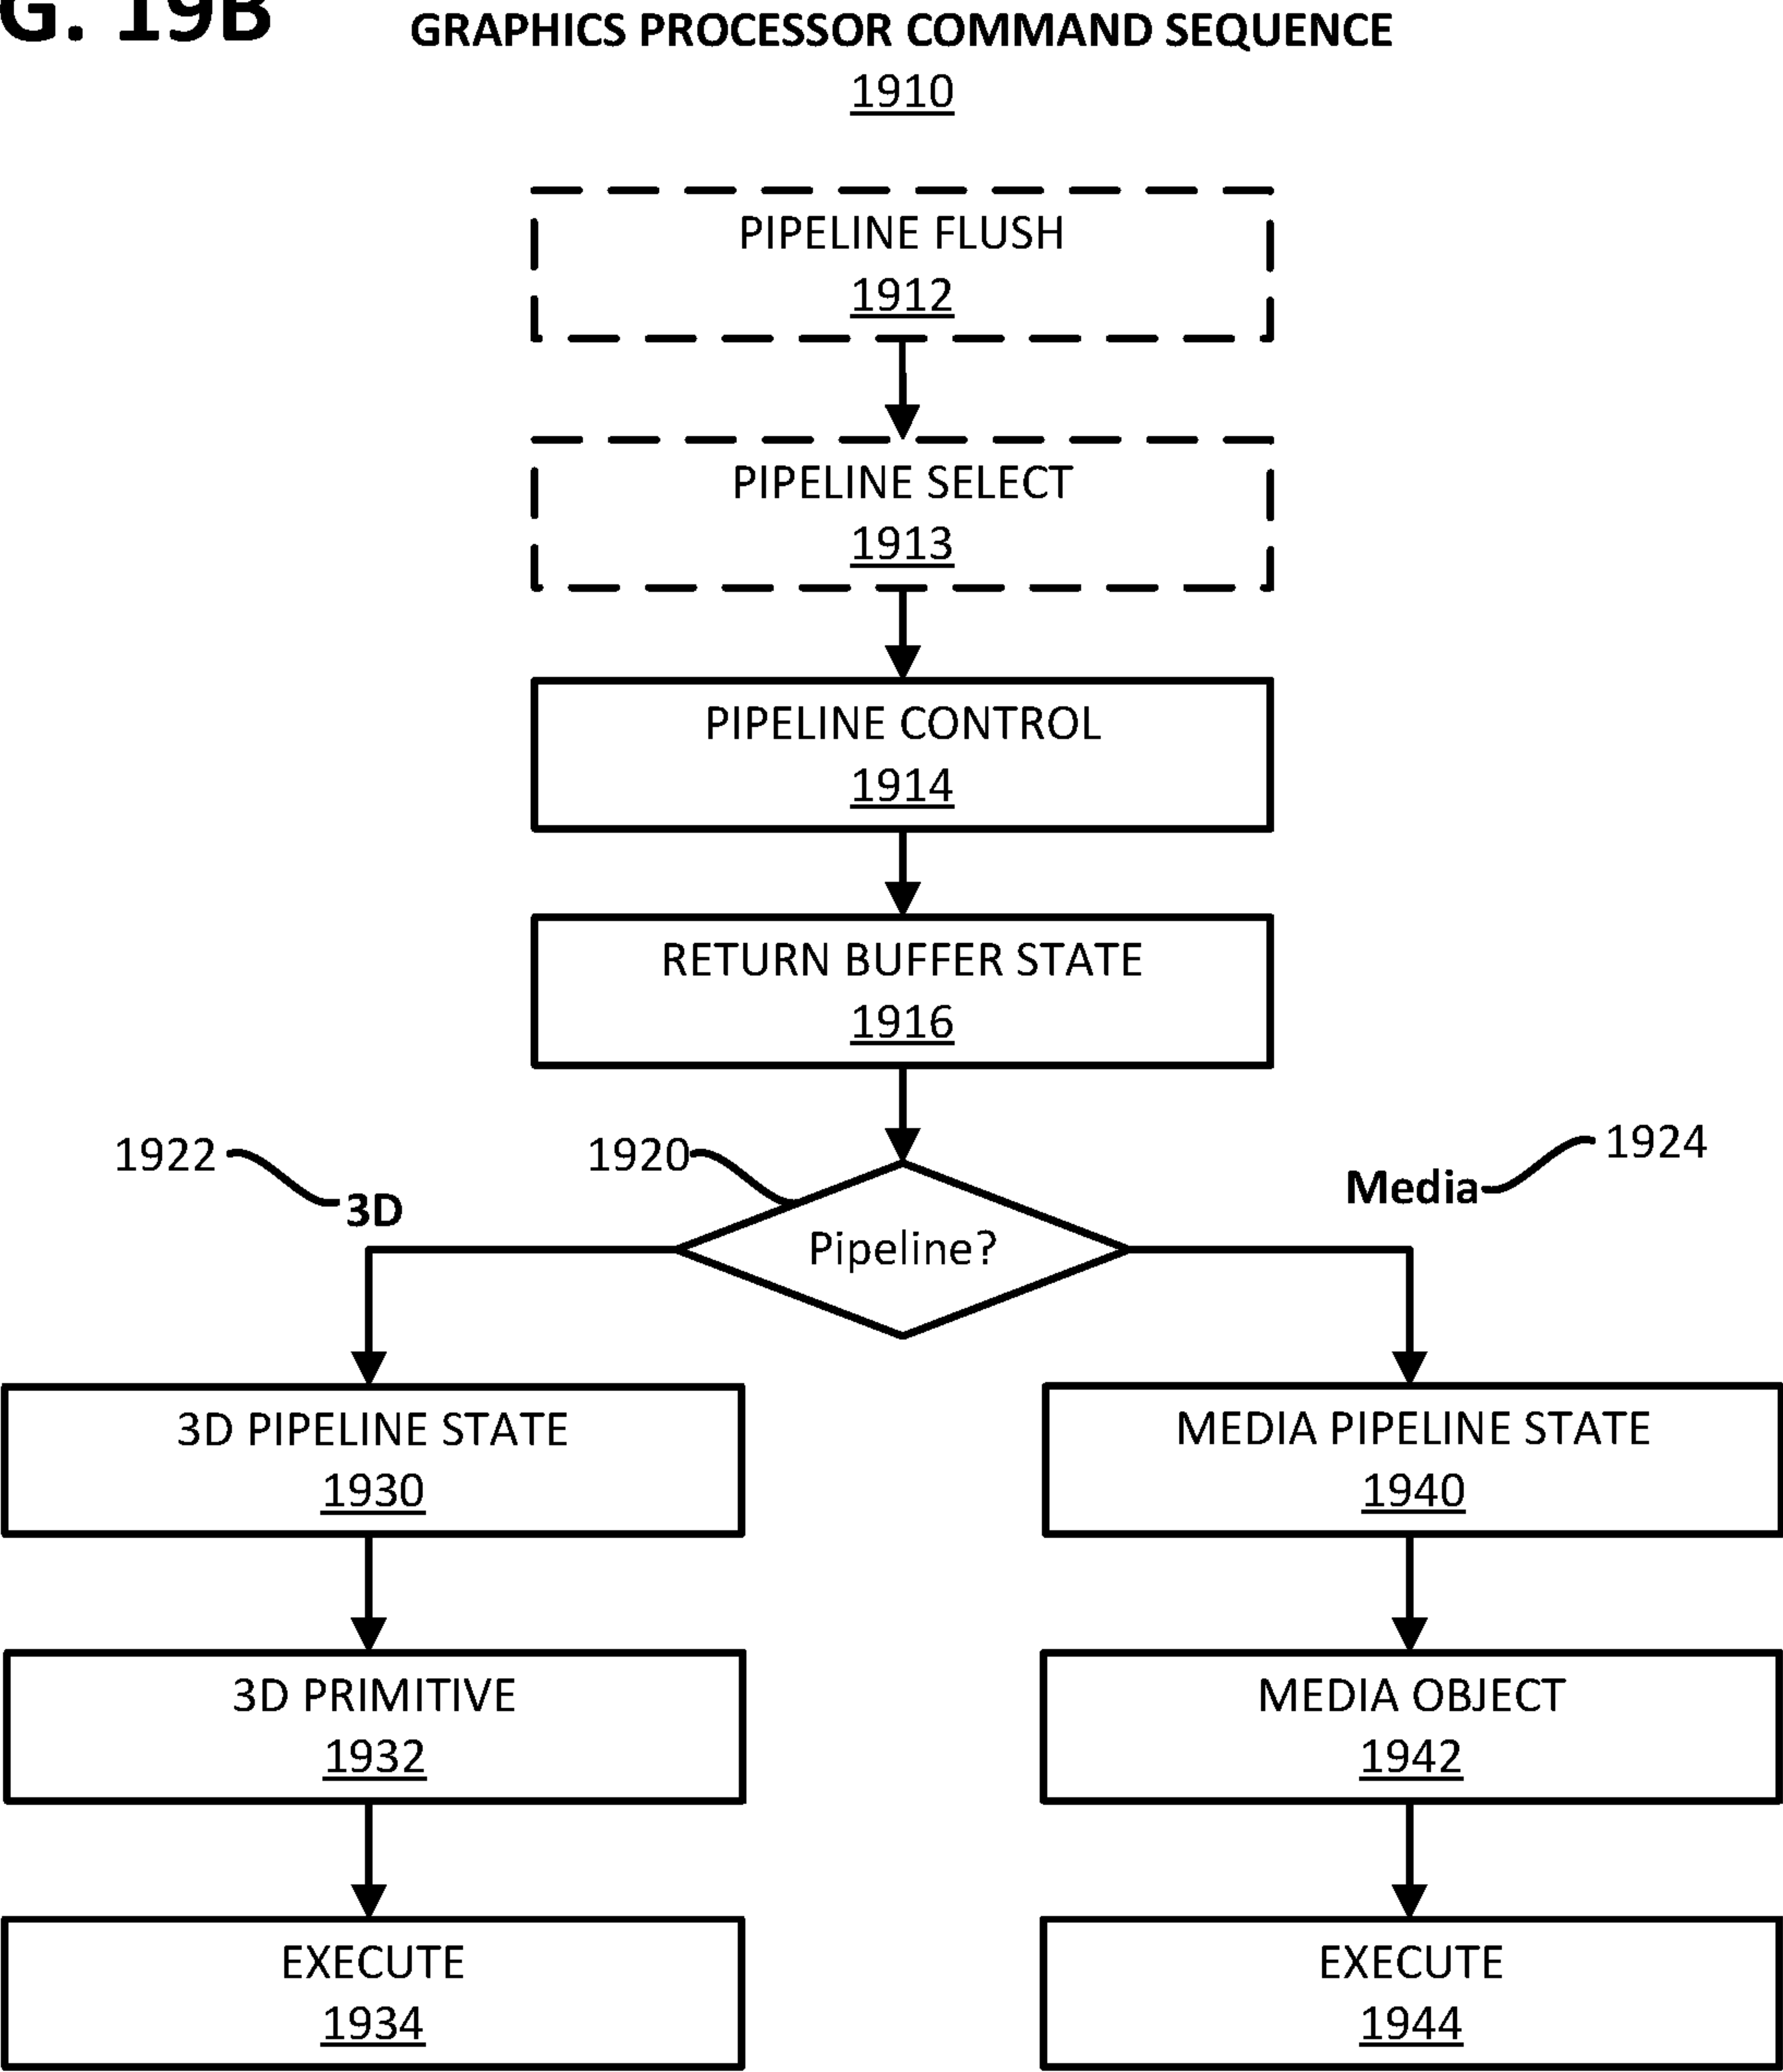 G. 19B
GRAPHICS PROCESSOR COMMAND SEQUENCE
1910
PIPELINE FLUSH
1912
PIPELINE SELECT
1913
PIPELINE CONTROL
1914
RETURN BUFFER STATE
1916
1922
1920
1924
3D
Media
Pipeline?
3D PIPELINE STATE
1930
MEDIA PIPELINE STATE
1940
3D PRIMITIVE
1932
MEDIA OBJECT
1942
EXECUTE
1934
EXECUTE
1944